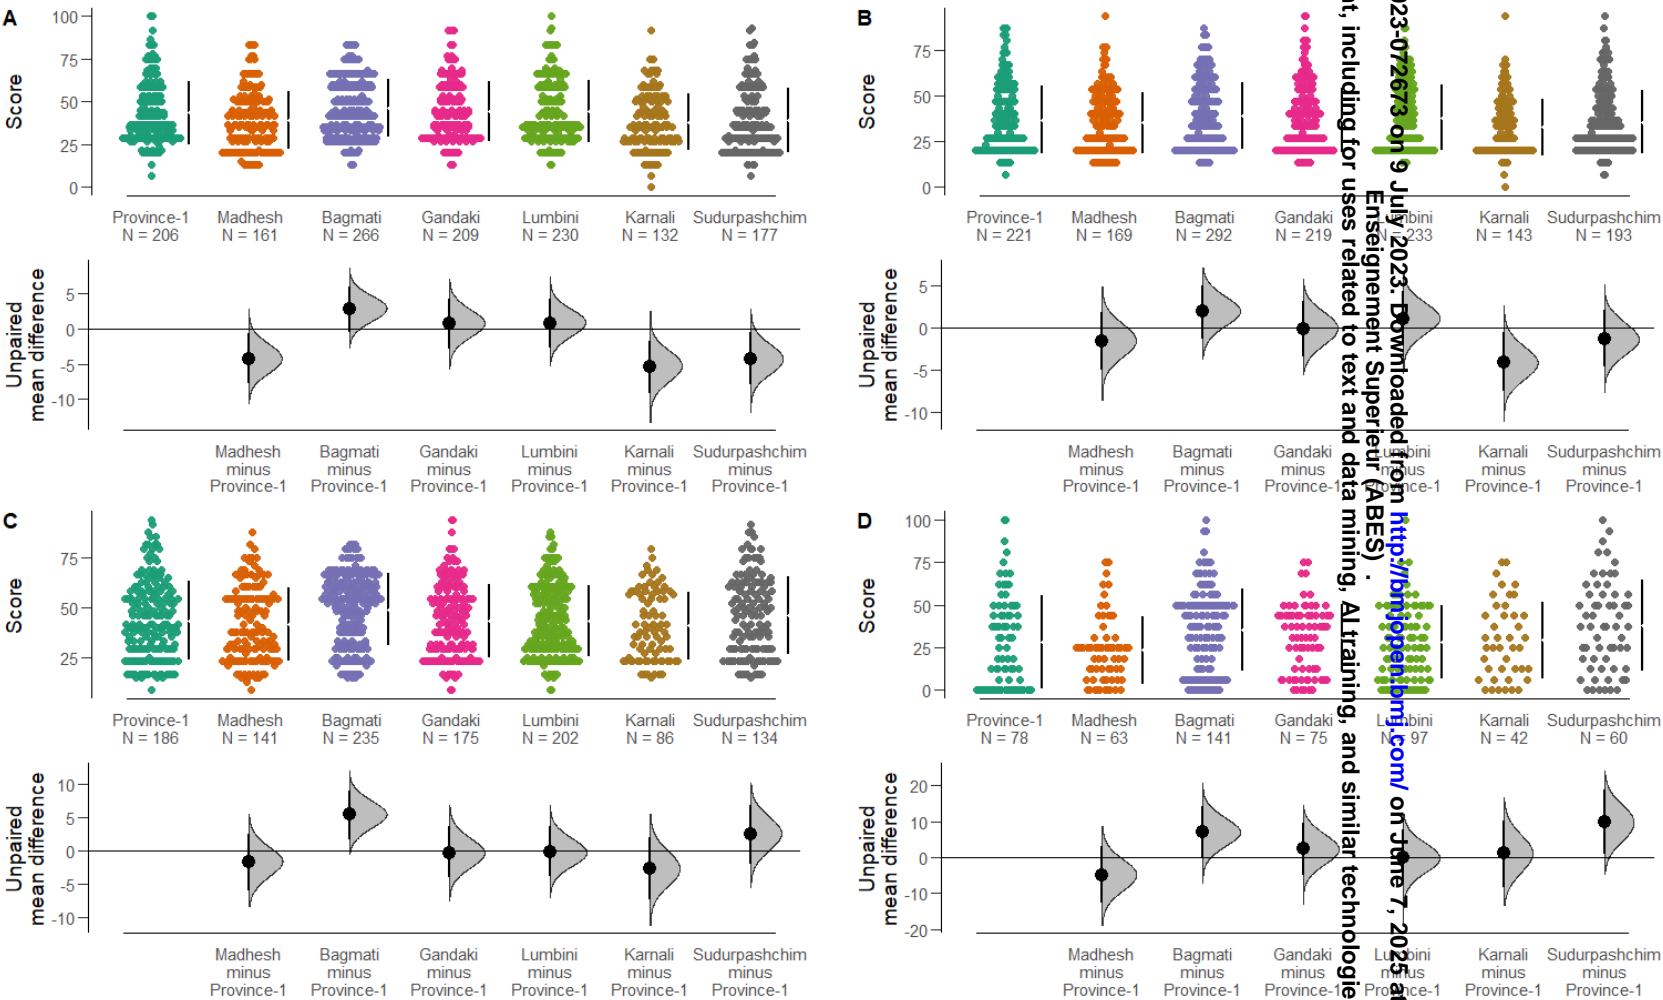 A
100
75
50
25
0
Score
Province-1
N = 206
Madhesh
N = 161
Bagmati
N = 266
Gandaki
N = 209
Lumbini
N = 230
Karnali
N = 132
Sudurpashchim
N = 177
5
0
-5
-10
Unpaired
mean difference
Madhesh
minus
Province-1
Bagmati
minus
Province-1
Gandaki
minus
Province-1
Lumbini
minus
Province-1
Karnali
minus
Province-1
Sudurpashchim
minus
Province-1
B
75
50
25
0
Score
Province-1
N = 221
Madhesh
N = 169
Bagmati
N = 292
Gandaki
N = 219
Lumbini
N = 233
Karnali
N = 143
Sudurpashchim
N = 193
5
0
-5
-10
Unpaired
mean difference
Madhesh
minus
Province-1
Bagmati
minus
Province-1
Gandaki
minus
Province-1
Lumbini
minus
Province-1
Karnali
minus
Province-1
Sudurpashchim
minus
Province-1
C
75
50
25
Score
Province-1
N = 186
Madhesh
N = 141
Bagmati
N = 235
Gandaki
N = 175
Lumbini
N = 202
Karnali
N = 86
Sudurpashchim
N = 134
10
5
0
-5
-10
Unpaired
mean difference
Madhesh
minus
Province-1
Bagmati
minus
Province-1
Gandaki
minus
Province-1
Lumbini
minus
Province-1
Karnali
minus
Province-1
Sudurpashchim
minus
Province-1
D
100
75
50
25
0
Score
Province-1
N = 78
Madhesh
N = 63
Bagmati
N = 141
Gandaki
N = 75
Lumbini
N = 97
Karnali
N = 42
Sudurpashchim
N = 60
20
10
0
-10
-20
Unpaired
mean difference
Madhesh
minus
Province-1
Bagmati
minus
Province-1
Gandaki
minus
Province-1
Lumbini
minus
Province-1
Karnali
minus
Province-1
Sudurpashchim
minus
Province-1
023-072673 on 9 July 2023. Downloaded from http://bmjopen.bmj.com/ on June 7, 2025 at
Enseignement Superieur (ABES) .
including for uses related to text and data mining, AI training, and similar technologie